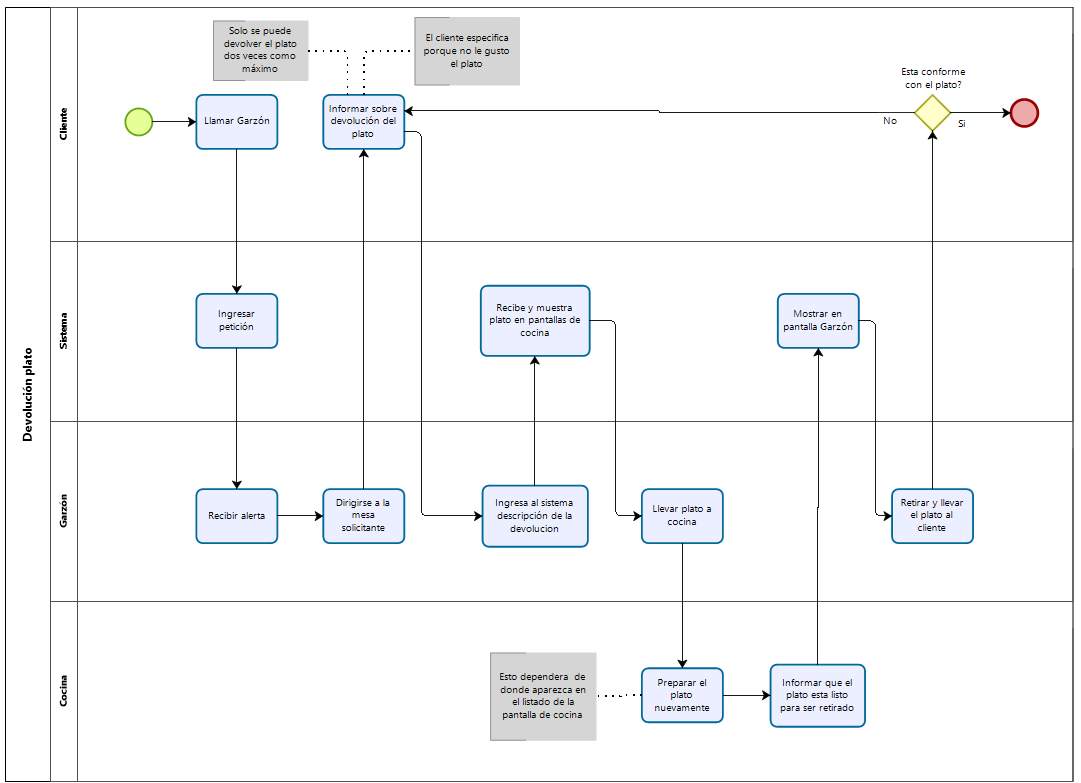 Devolución plato
Cliente
Solo se puede
devolver el plato
dos veces como
máximo
El cliente especifica
porque no le gusto
el plato
Llamar Garzón
Informar sobre
devolución del
plato
Esta conforme
con el plato?
No
Si
Sistema
Ingresar
petición
Recibe y muestra
plato en pantallas de
cocina
Mostrar en
pantalla Garzón
Garzón
Recibir alerta
Dirigirse a la
mesa
solicitante
Ingresa al sistema
descripción de la
devolucion
Llevar plato a
cocina
Retirar y llevar
el plato al
cliente
Cocina
Esto dependera de
donde aparezca en
el listado de la
pantalla de cocina
Preparar el
plato
nuevamente
Informar que el
plato esta listo
para ser retirado